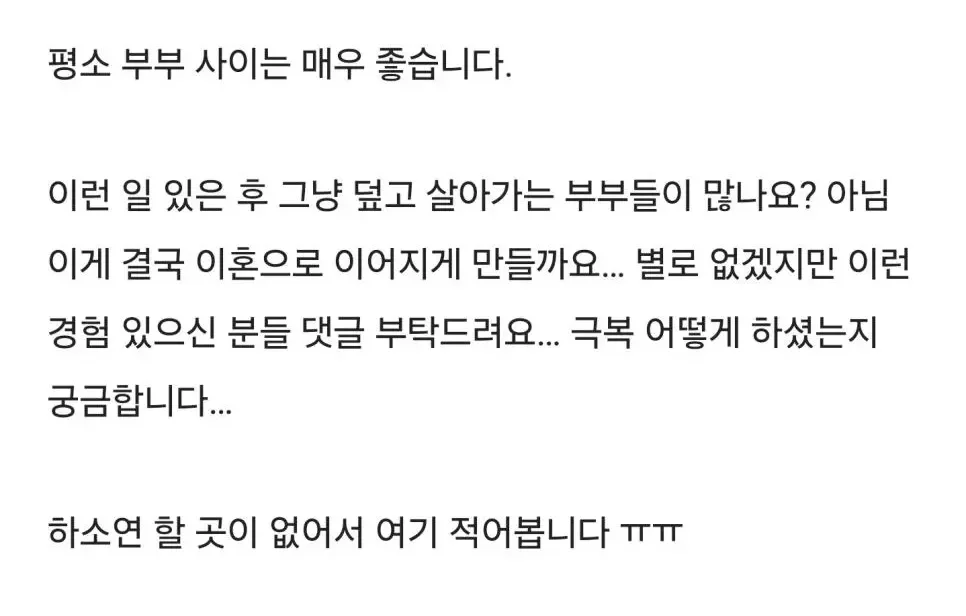 평소 부부 사이는 매우 좋습니다.
이런 일 있은 후 그냥 덮고 살아가는 부부들이 많나요? 아님
이게 결국 이혼으로 이어지게 만들까요... 별로 없겠지만 이런
경험 있으신 분들 댓글 부탁드려요... 극복 어떻게 하셨는지
궁금합니다...
하소연 할 곳이 없어서 여기 적어봅니다 ㅠㅠ